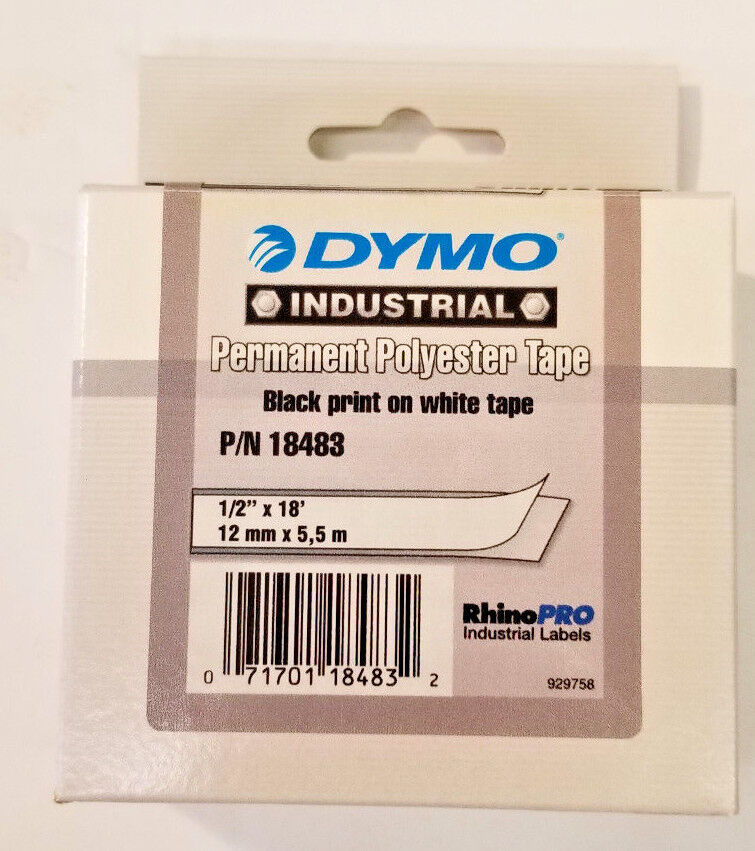 DYMO®
INDUSTRIAL
Permanent Polyester Tape
Black print on white tape
P/N 18483
1/2" x 18'
12 mm x 5,5 m
RhinoPRO
Industrial Labels
0 71701 18483 2
929758